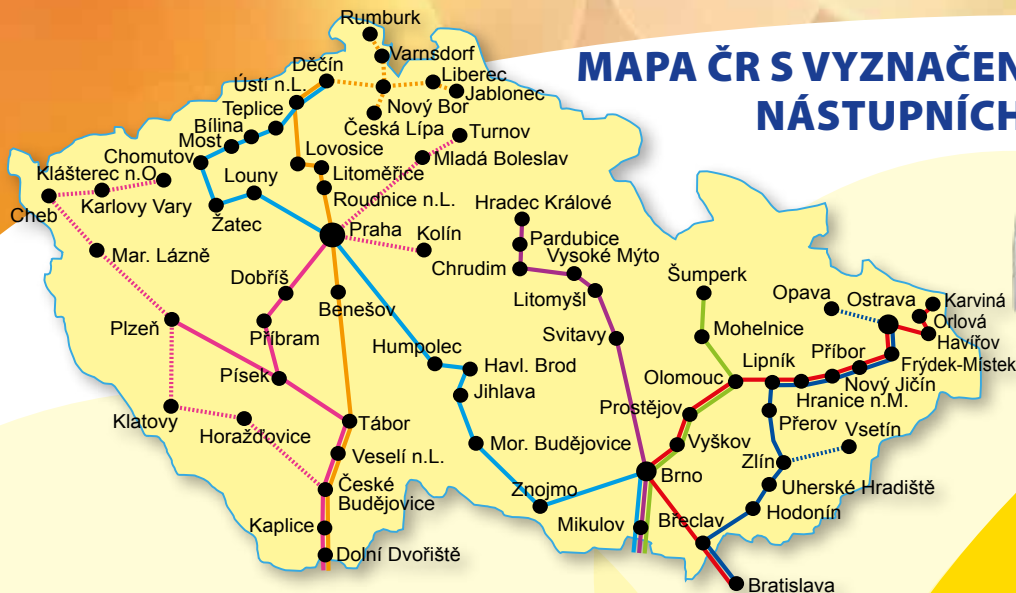 MAPA ČR S VYZNAČEN
NÁSTUPNÍCH
Rumburk
Varnsdorf
Děčín
Ústí n.L.
Liberec
Jablonec
Teplice
Nový Bor
Bílina
Česká Lípa
Turnov
Most
Chomutov
Lovosice
Mladá Boleslav
Klášterec n.O.
Louny
Litoměřice
Roudnice n.L.
Karlovy Vary
Cheb
Žatec
Hradec Králové
Praha
Kolín
Pardubice
Mar. Lázně
Chrudim
Vysoké Mýto
Šumperk
Dobříš
Litomyšl
Opava
Ostrava
Karviná
Benešov
Orlová
Plzeň
Příbram
Svitavy
Mohelnice
Havířov
Humpolec
Havl. Brod
Lipník
Příbor
Frýdek-Místek
Písek
Olomouc
Nový Jičín
Jihlava
Hranice n.M.
Klatovy
Prostějov
Přerov
Horažďovice
Tábor
Mor. Budějovice
Vyškov
Vsetín
Veselí n.L.
Brno
Zlín
České
Budějovice
Znojmo
Uherské Hradiště
Kaplice
Mikulov
Břeclav
Hodonín
Dolní Dvořiště
Bratislava